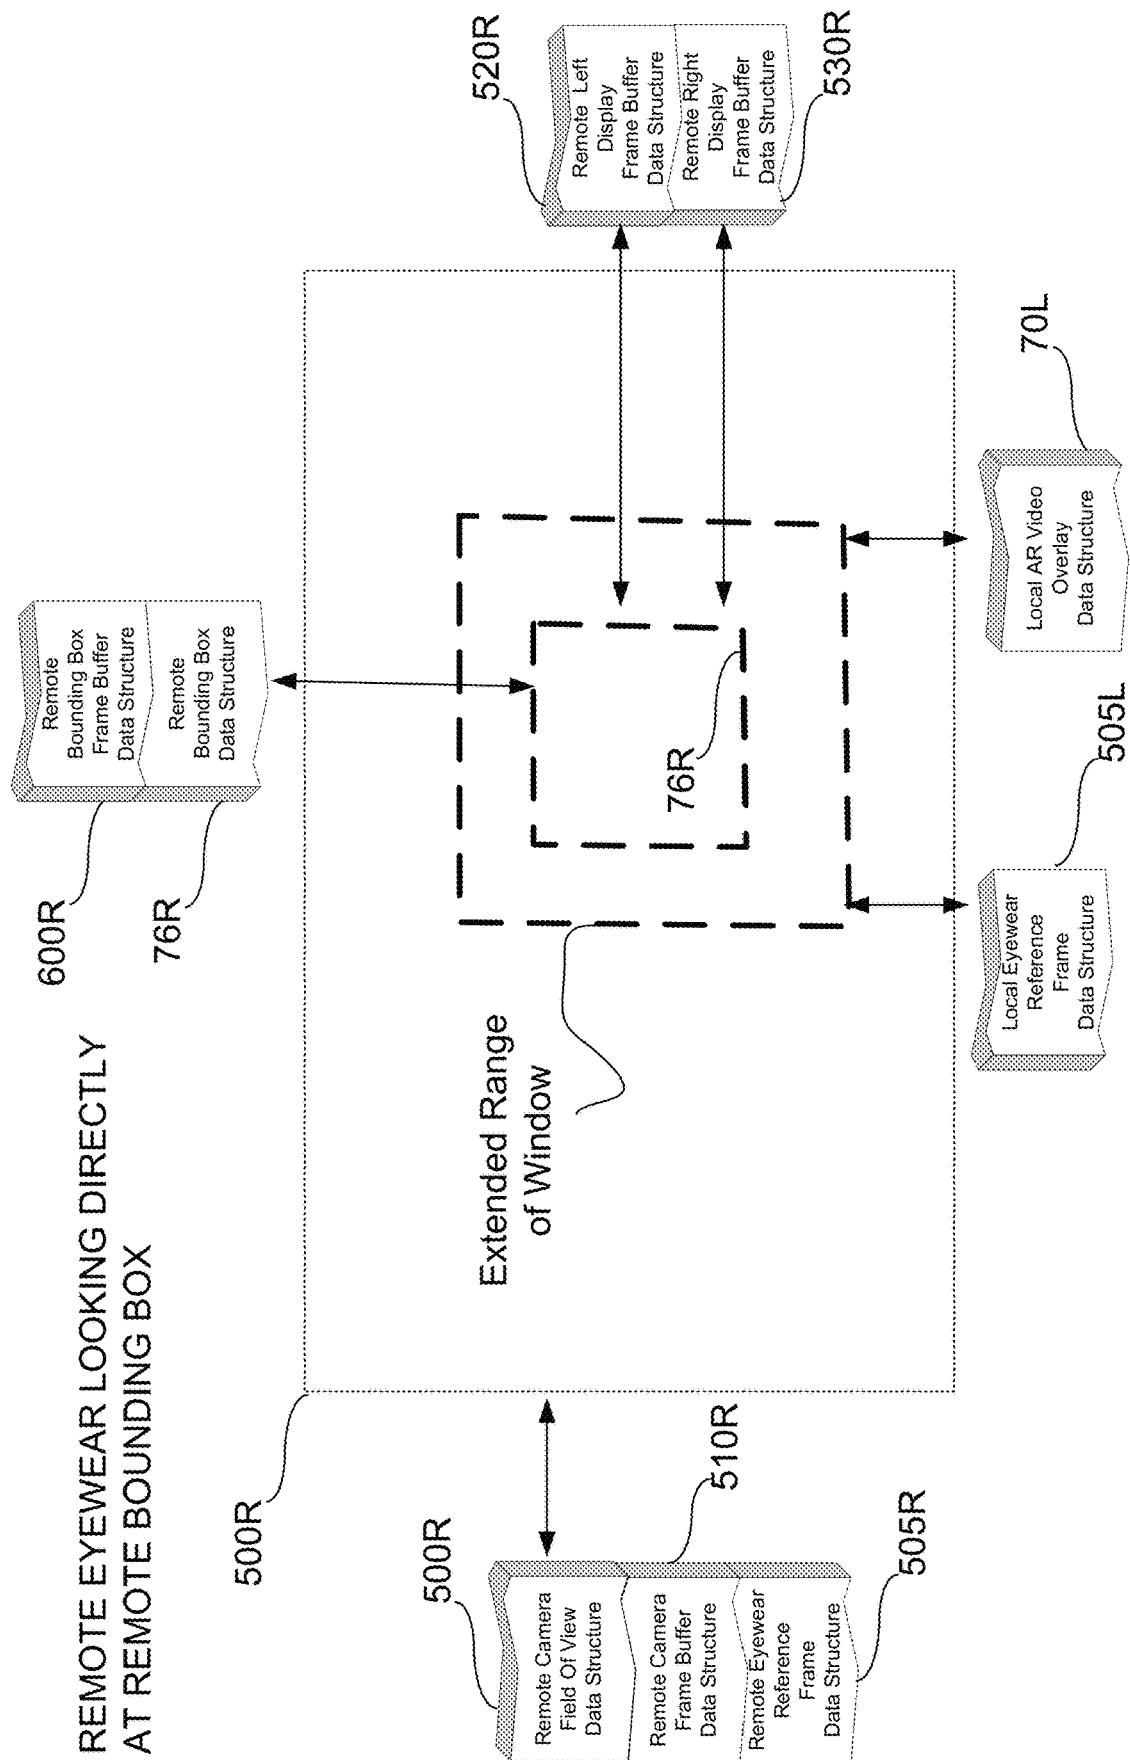 REMOTE EYEWEAR LOOKING DIRECTLY
AT REMOTE BOUNDING BOX
600R
76R
Remote
Bounding Box
Frame Buffer
Data Structure
Remote
Bounding Box
Data Structure
500R
500R
Remote Camera
Field Of View
Data Structure
510R
Remote Camera
Frame Buffer
Data Structure
505R
Remote Eyewear
Reference
Frame
Data Structure
Extended Range
of Window
76R
520R
Remote Left
Display
Frame Buffer
Data Structure
Remote Right
Display
Frame Buffer
Data Structure
530R
505L
Local Eyewear
Reference
Frame
Data Structure
70L
Local AR Video
Overlay
Data Structure